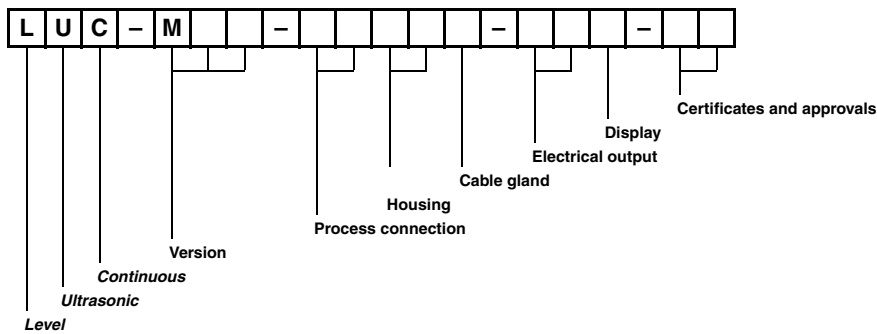 L U C – M – – –
Certificates and approvals
Display
Electrical output
Cable gland
Housing
Process connection
Version
Continuous
Ultrasonic
Level